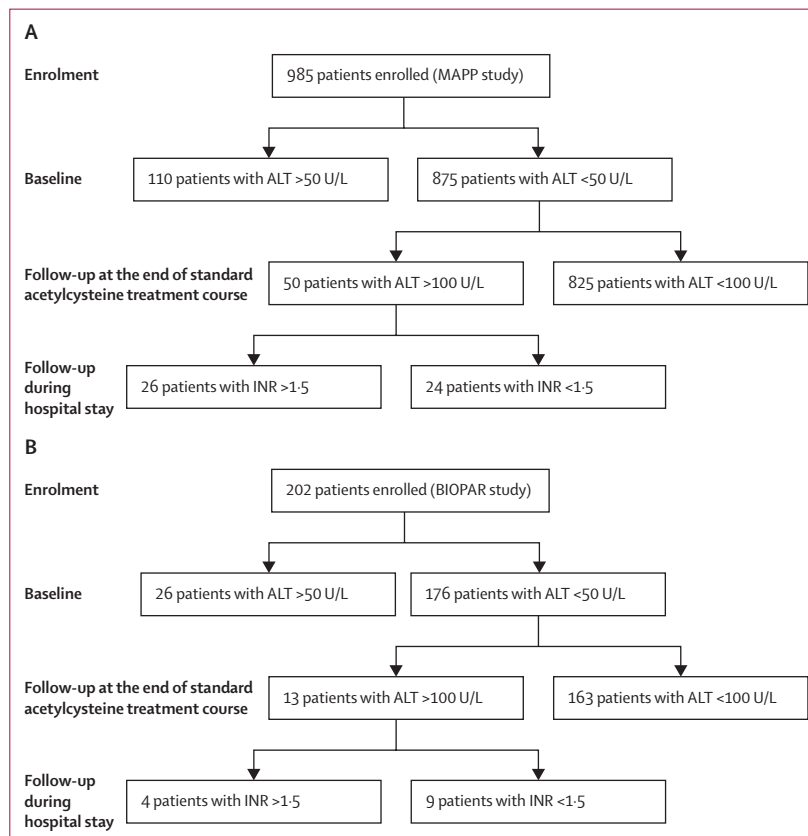 A
Enrolment
985 patients enrolled (MAPP study)
Baseline
110 patients with ALT >50 U/L
875 patients with ALT <50 U/L
Follow-up at the end of standard
acetylcysteine treatment course
50 patients with ALT >100 U/L
825 patients with ALT <100 U/L
Follow-up
during
hospital stay
26 patients with INR >1·5
24 patients with INR <1·5
B
Enrolment
202 patients enrolled (BIOPAR study)
Baseline
26 patients with ALT >50 U/L
176 patients with ALT <50 U/L
Follow-up at the end of standard
acetylcysteine treatment course
13 patients with ALT >100 U/L
163 patients with ALT <100 U/L
Follow-up
during
hospital stay
4 patients with INR >1·5
9 patients with INR <1·5